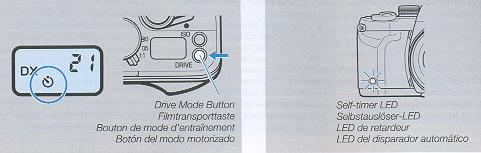 DX 21
ISO
DRIVE
Drive Mode Button
Filmtransporttaste
Bouton de mode d'entraînement
Botón del modo motorizado
Self-timer LED
Selbstauslöser-LED
LED de retardeur
LED del disparador automático